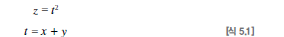 z = t²
t = x + y [식 5.1]